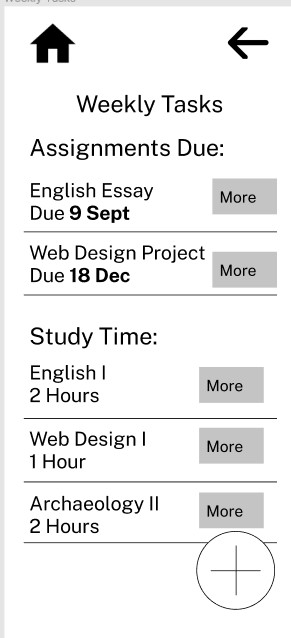 Weekly Tasks
Weekly Tasks
Assignments Due:
English Essay
Due 9 Sept
More
Web Design Project
Due 18 Dec
More
Study Time:
English I
2 Hours
More
Web Design I
1 Hour
More
Archaeology II
2 Hours
More